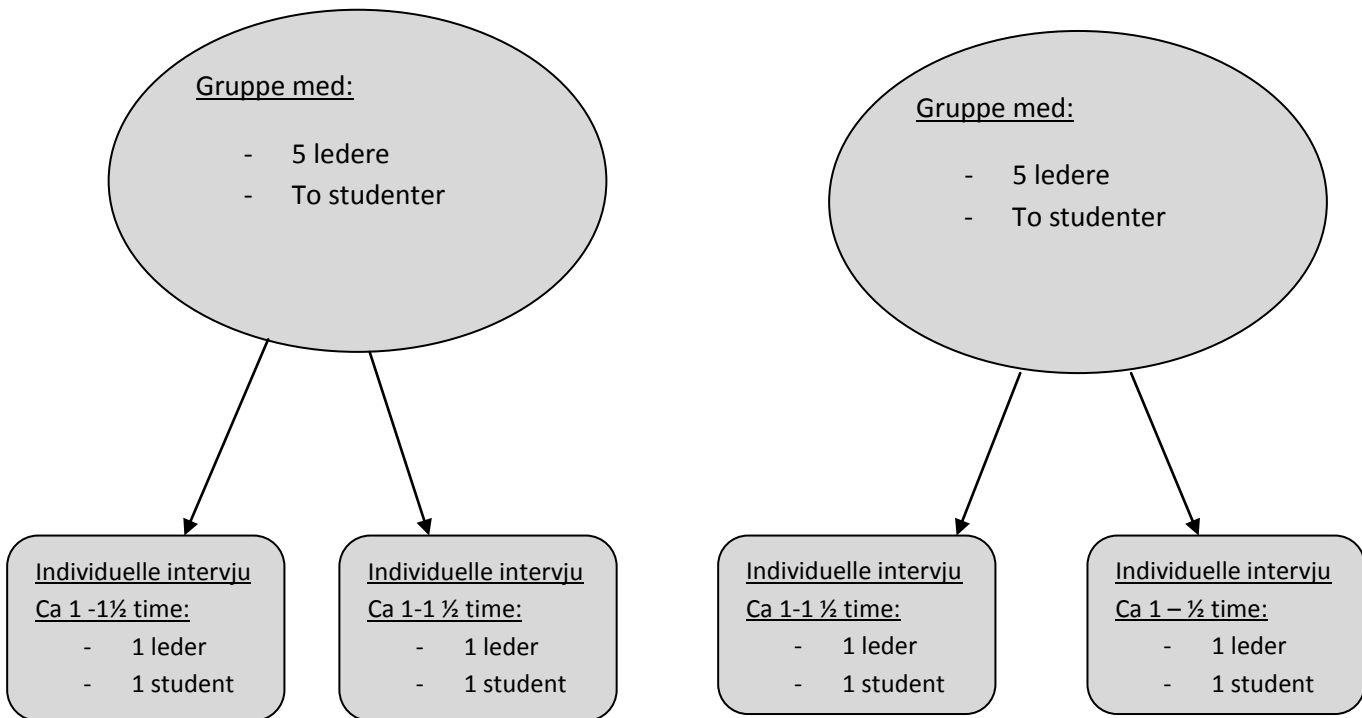 Gruppe med:
- 5 ledere
- To studenter
Gruppe med:
- 5 ledere
- To studenter
Individuelle intervju
Ca 1 -1½ time:
- 1 leder
- 1 student
Individuelle intervju
Ca 1-1 ½ time:
- 1 leder
- 1 student
Individuelle intervju
Ca 1-1 ½ time:
- 1 leder
- 1 student
Individuelle intervju
Ca 1 – ½ time:
- 1 leder
- 1 student